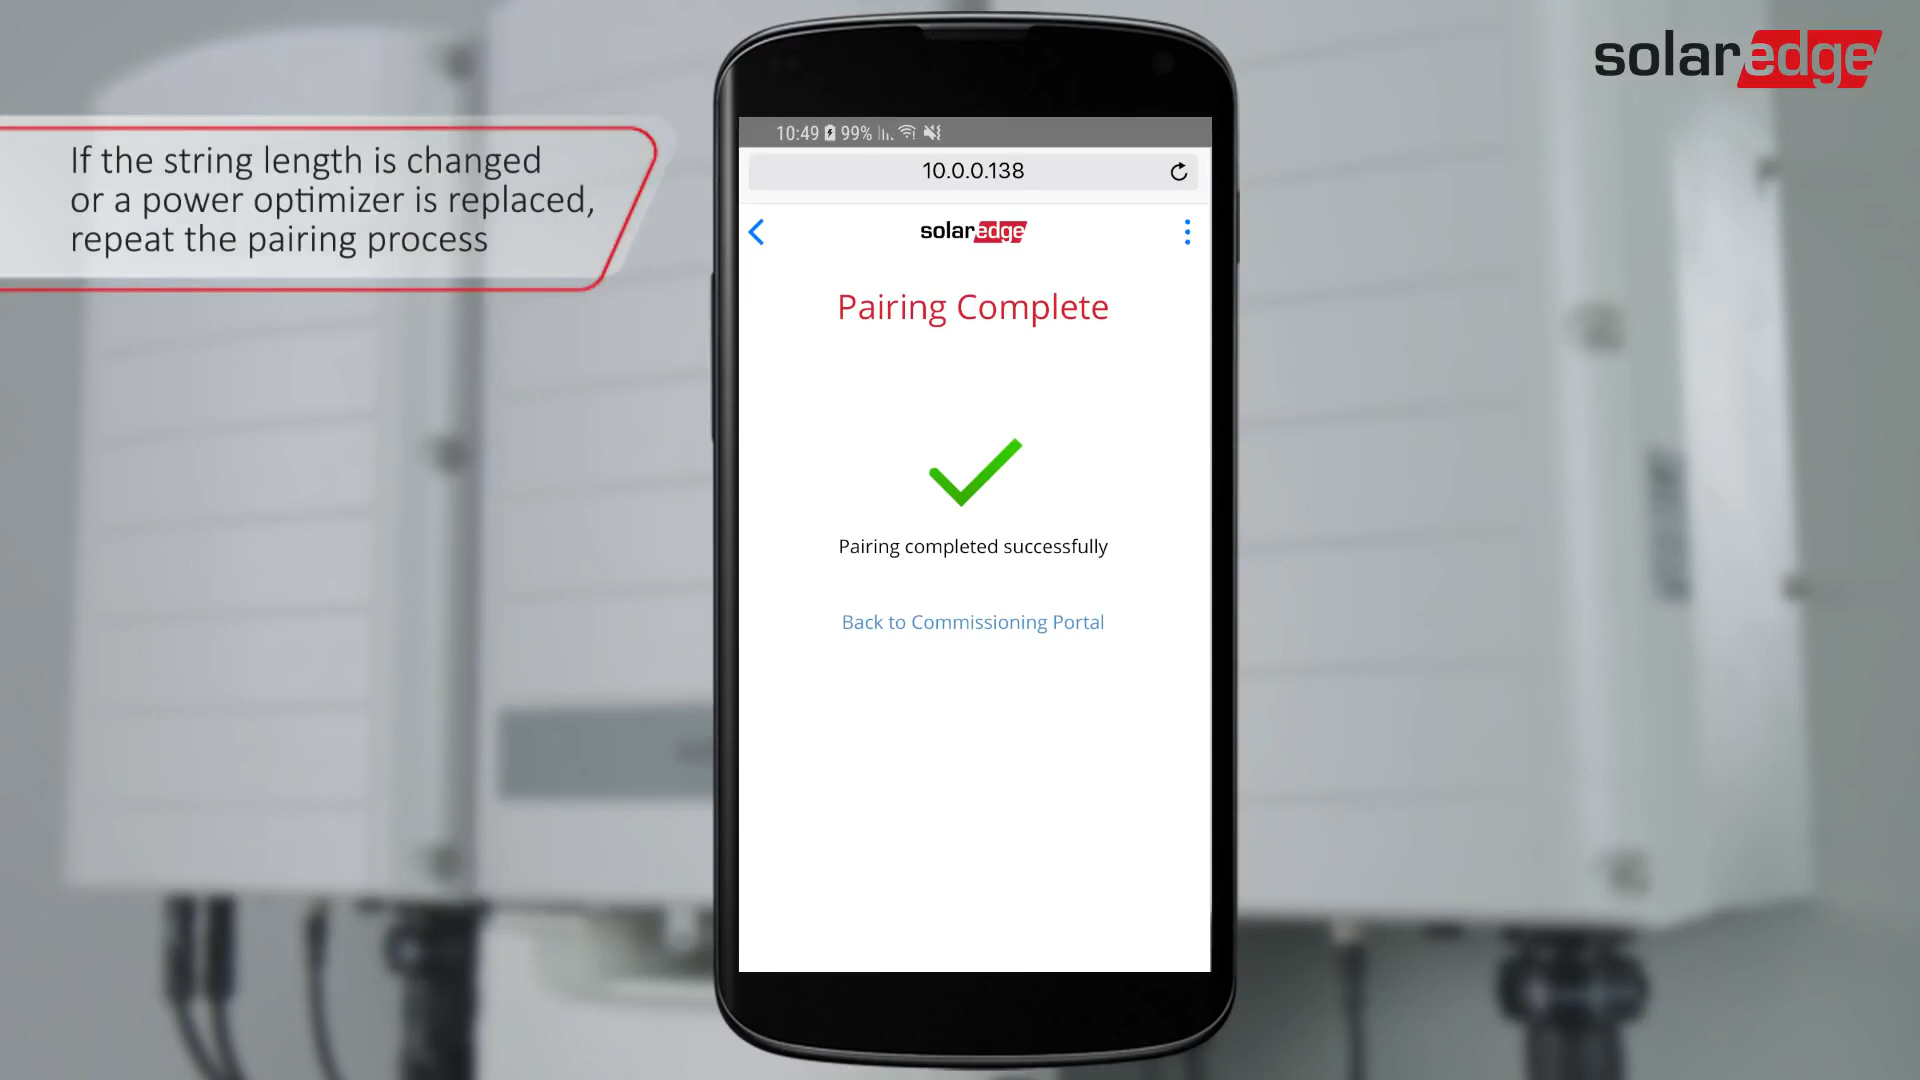 solaredge
If the string length is changed
or a power optimizer is replaced,
repeat the pairing process
10:49 99%
10.0.0.138
solaredge
Pairing Complete
Pairing completed successfully
Back to Commissioning Portal